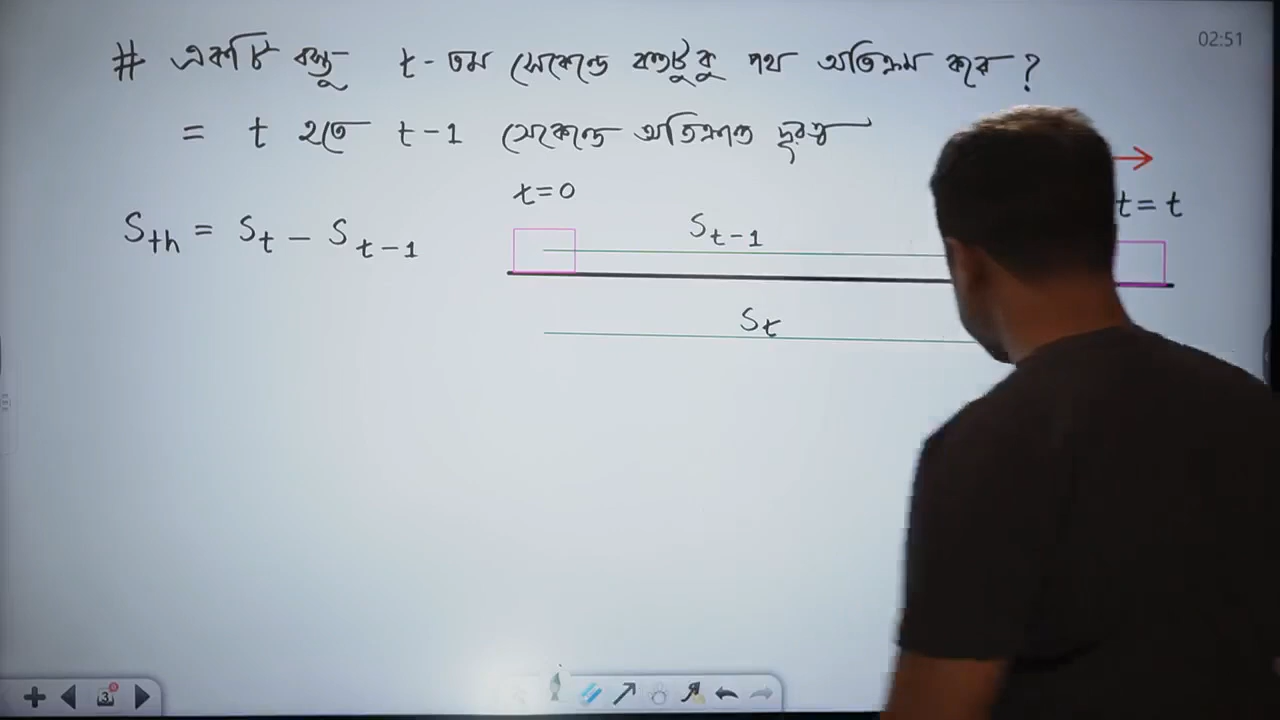 02:51
# একটি বস্তু t-তম সেকেন্ডে কতটুকু পথ অতিক্রম করে?
= t হতে t-1 সেকেন্ডে অতিক্রান্ত দূরত্ব
t=0
t=t
S_th = S_t - S_t-1
S_t-1
S_t
3